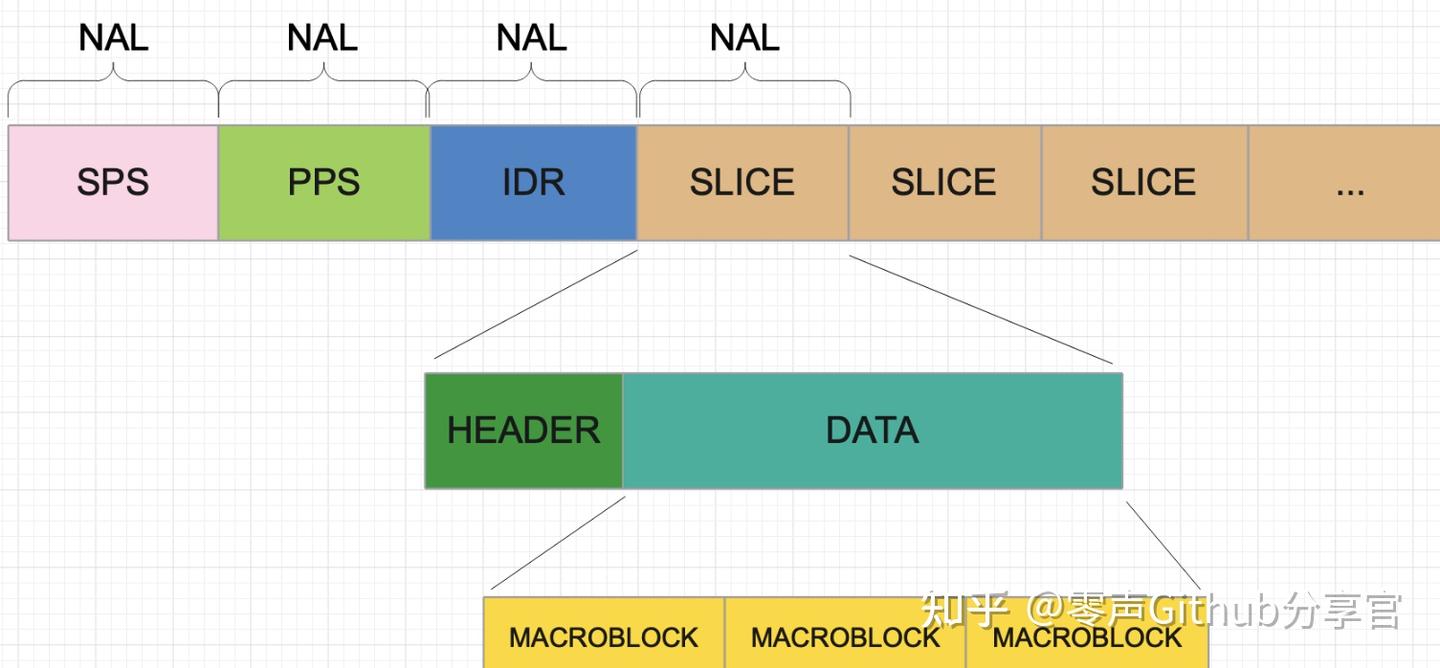 NAL NAL NAL NAL
SPS PPS IDR SLICE SLICE SLICE ...
HEADER DATA
MACROBLOCK MACROBLOCK MACROBLOCK
知乎 @零声Github分享官